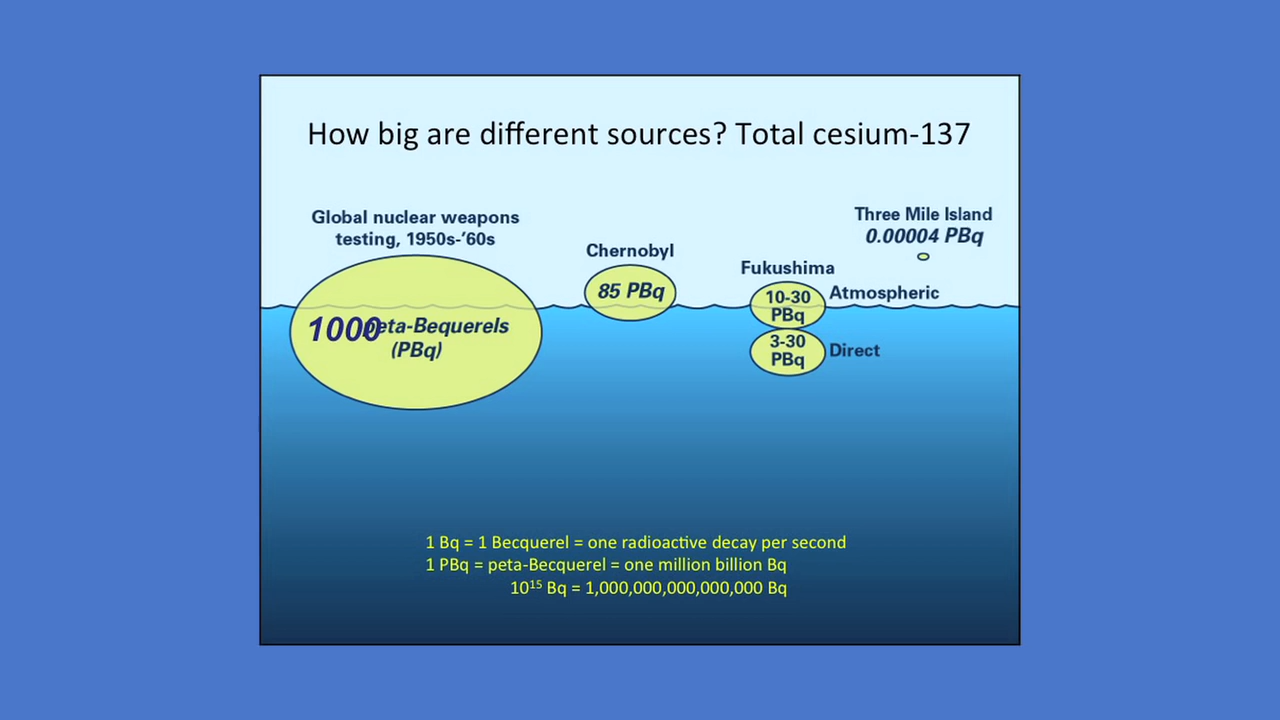 How big are different sources? Total cesium-137
Global nuclear weapons
testing, 1950s-’60s
1000 peta-Bequerels
(PBq)
Chernobyl
85 PBq
Fukushima
10-30
PBq
Atmospheric
3-30
PBq
Direct
Three Mile Island
0.00004 PBq
1 Bq = 1 Becquerel = one radioactive decay per second
1 PBq = peta-Becquerel = one million billion Bq
10¹⁵ Bq = 1,000,000,000,000,000 Bq